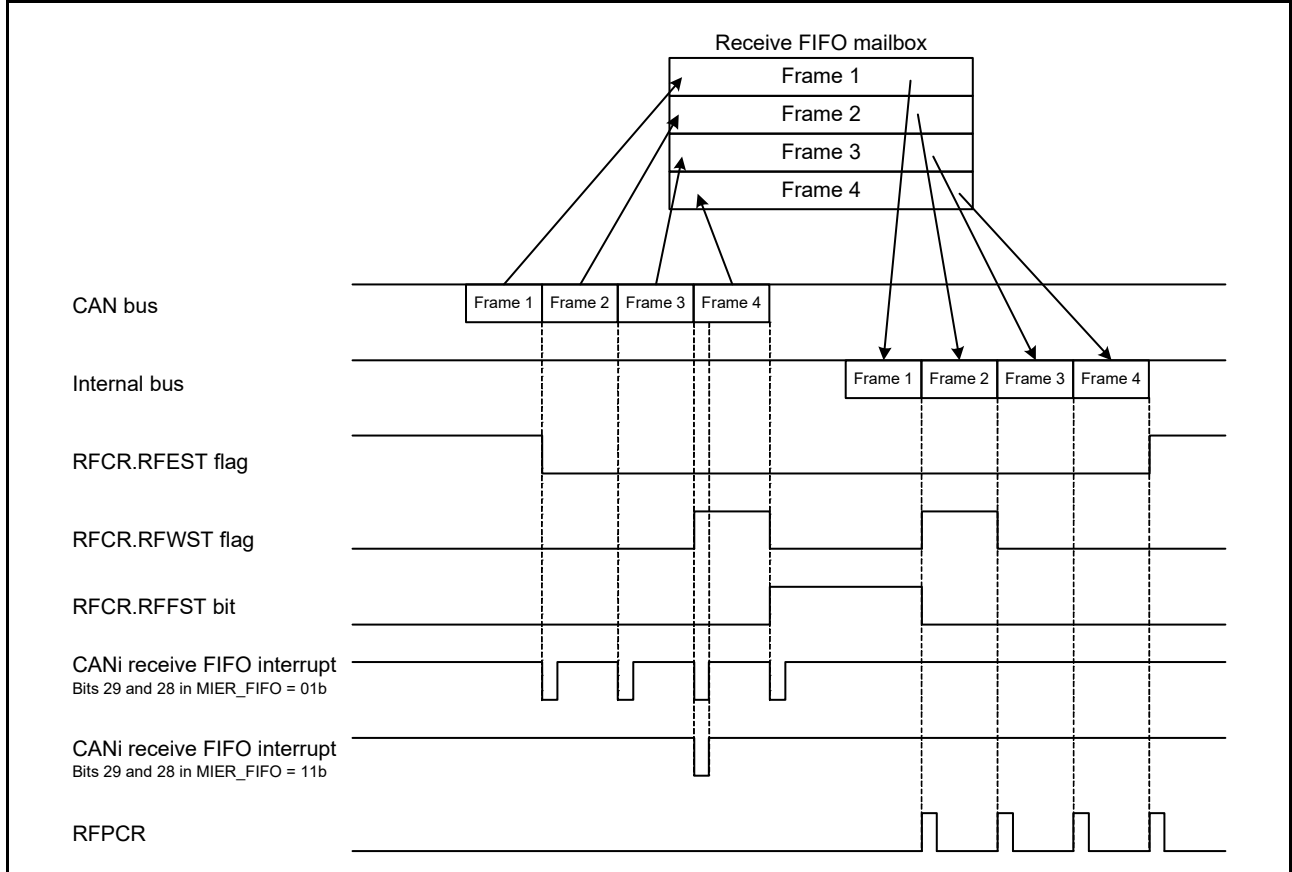 Receive FIFO mailbox
Frame 1
Frame 2
Frame 3
Frame 4
CAN bus
Frame 1 Frame 2 Frame 3 Frame 4
Internal bus
Frame 1 Frame 2 Frame 3 Frame 4
RFCR.RFEST flag
RFCR.RFWST flag
RFCR.RFFST bit
CANi receive FIFO interrupt
Bits 29 and 28 in MIER_FIFO = 01b
CANi receive FIFO interrupt
Bits 29 and 28 in MIER_FIFO = 11b
RFPCR